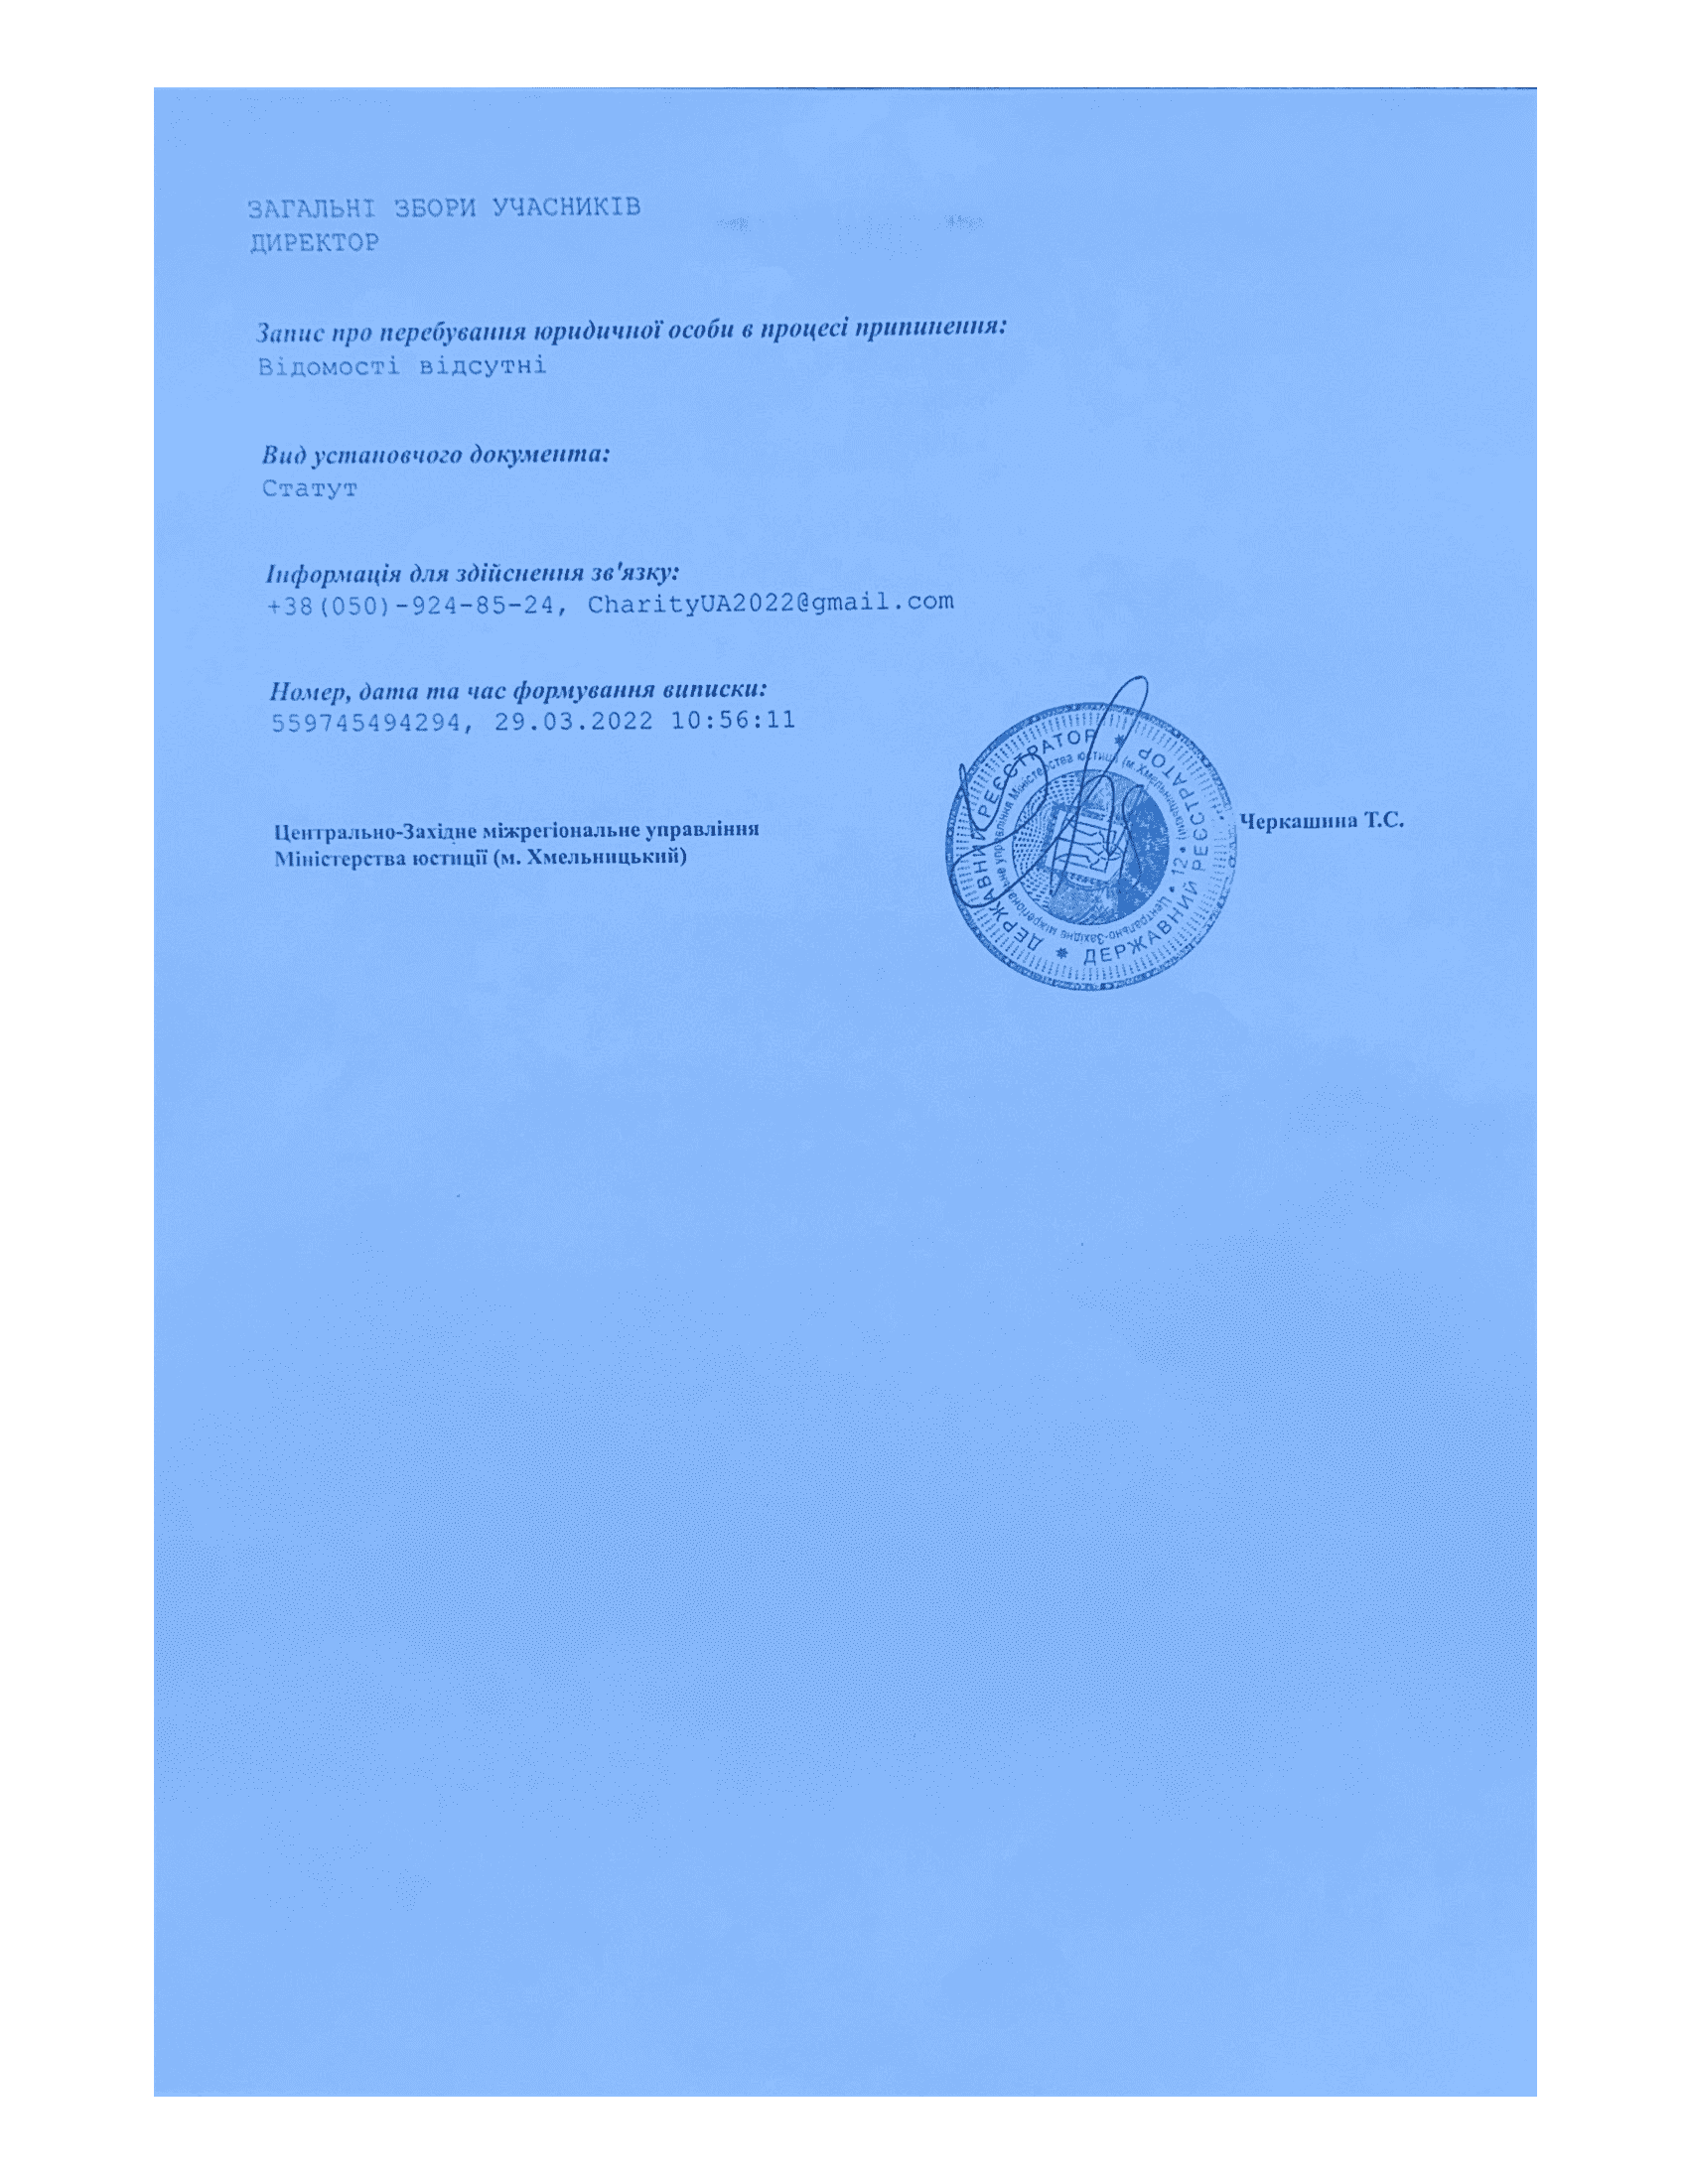 ЗАГАЛЬНІ ЗБОРИ УЧАСНИКІВ
ДИРЕКТОР
Запис про перебування юридичної особи в процесі припинення:
Відомості відсутні
Вид установчого документа:
Статут
Інформація для здійснення зв'язку:
+38(050)-924-85-24, CharityUA2022@gmail.com
Номер, дата та час формування виписки:
559745494294, 29.03.2022 10:56:11
Центрально-Західне міжрегіональне управління
Міністерства юстиції (м. Хмельницький)
Черкашина Т.С.
ДЕРЖАВНИЙ РЕЄСТРАТОР * ДЕРЖАВНИЙ РЕЄСТРАТОР *
Центрально-Західне міжрегіональне управління Міністерства юстиції (м.Хмельницький) • 12 •